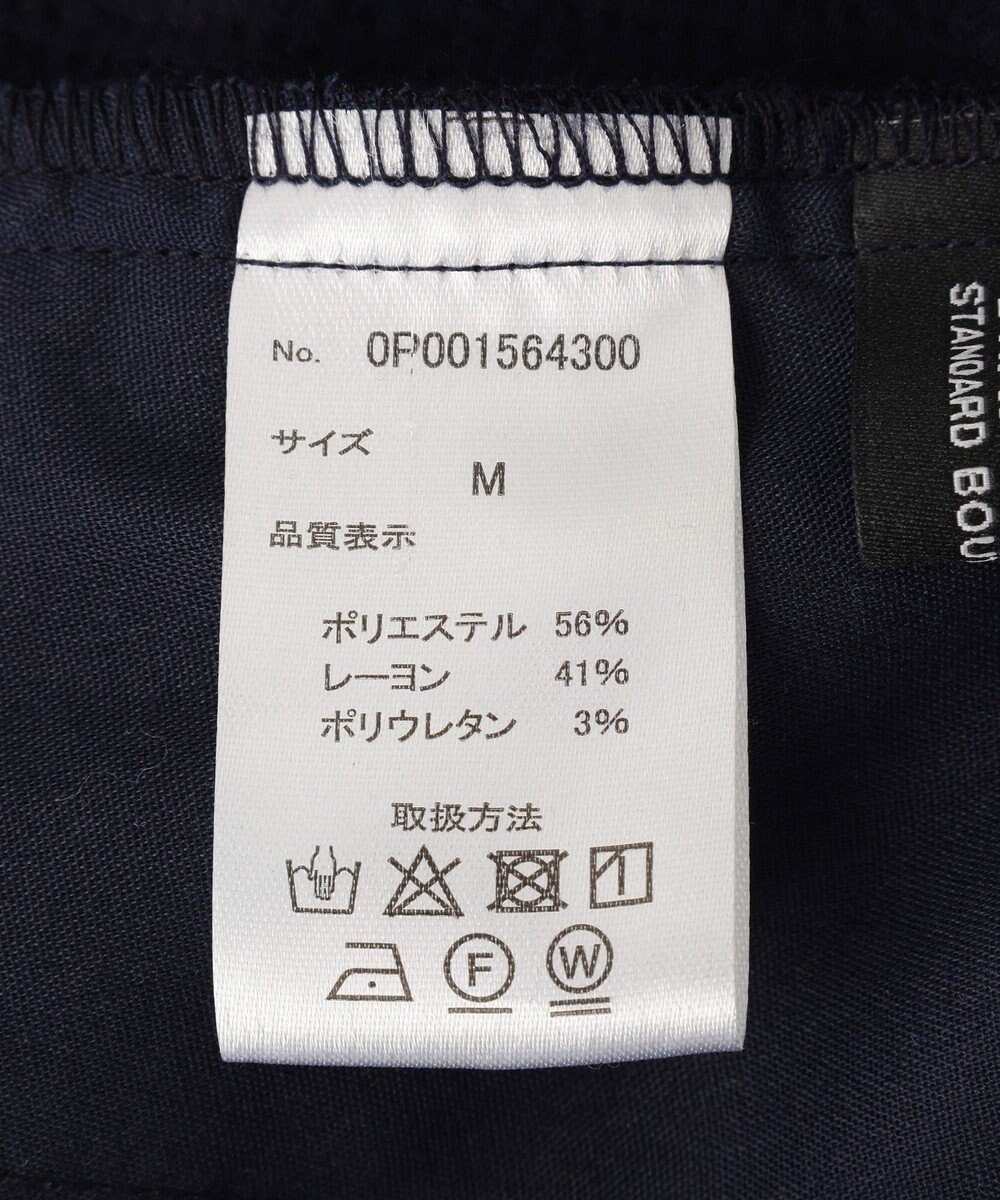 No. 0P001564300
サイズ
M
品質表示
ポリエステル 56%
レーヨン 41%
ポリウレタン 3%
取扱方法
F
W
STANDARD BOU